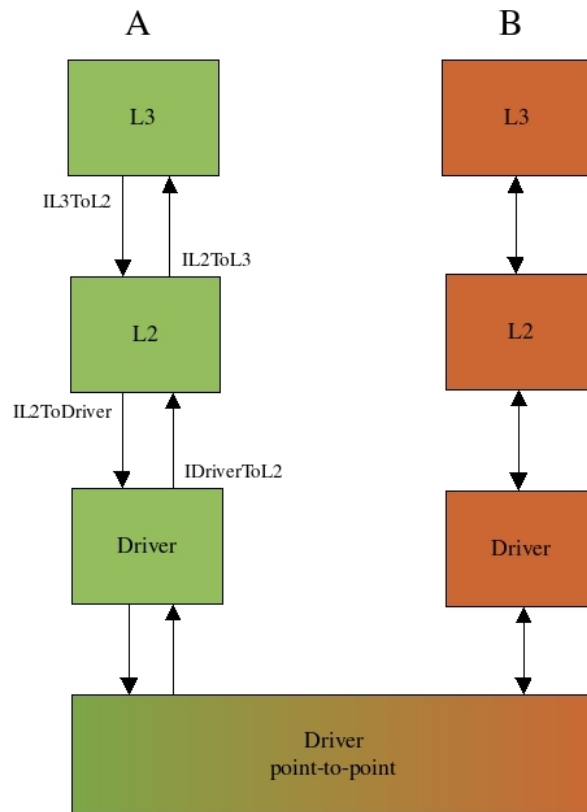 A B
L3 L3
IL3ToL2
IL2ToL3
L2 L2
IL2ToDriver
IDriverToL2
Driver Driver
Driver
point-to-point